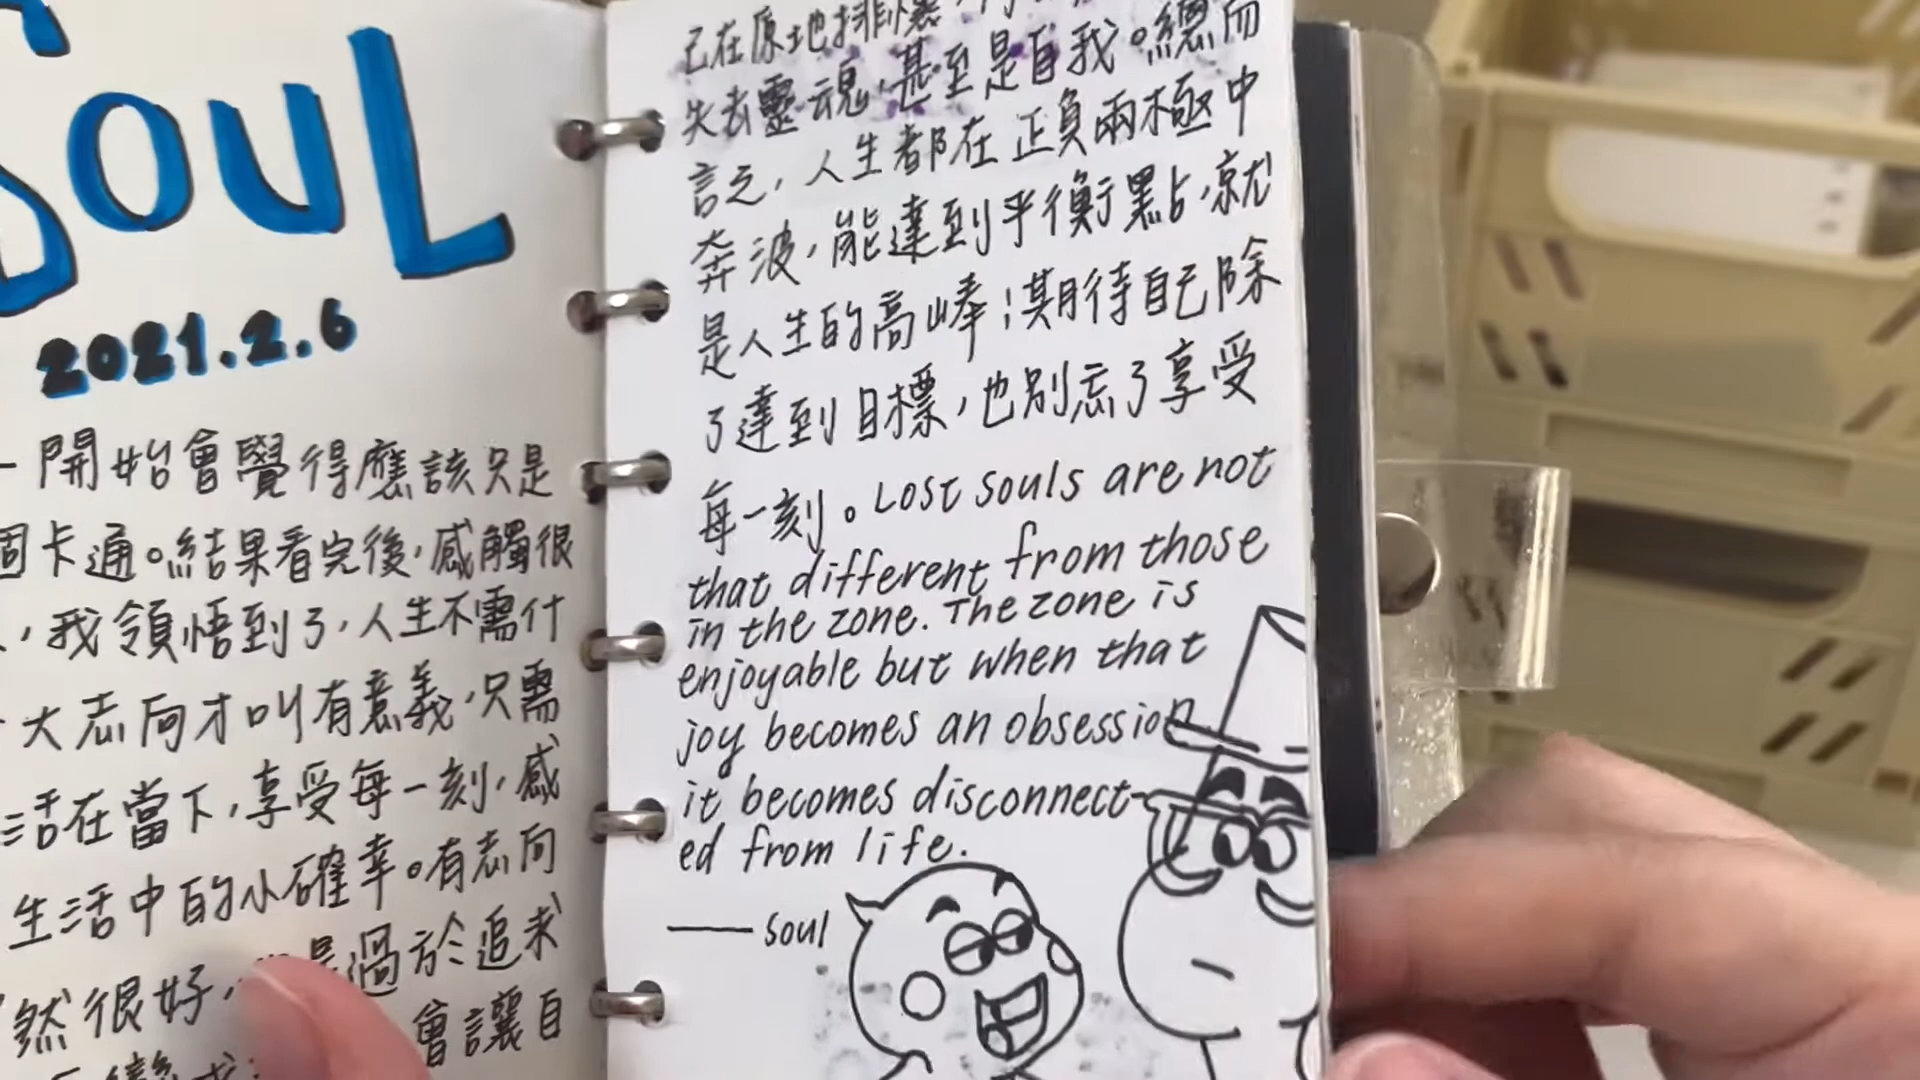 Soul
2021.2.6
一開始會覺得應該只是
個卡通。結果看完後,感觸很
,我領悟到了,人生不需什
大志向才叫有意義,只需
活在當下,享受每一刻,感
生活中的小確幸。有志向
然很好,是過於追求
會讓自
己在原地排
失去靈魂,甚至是自我。總而
言之,人生都在正負兩極中
奔波,能達到平衡點,就
是人生的高峰;期待自己除
了達到目標,也別忘了享受
每一刻。Lost souls are not
that different from those
in the zone. The zone is
enjoyable but when that
joy becomes an obsession
it becomes disconnect-
ed from life.
—— soul